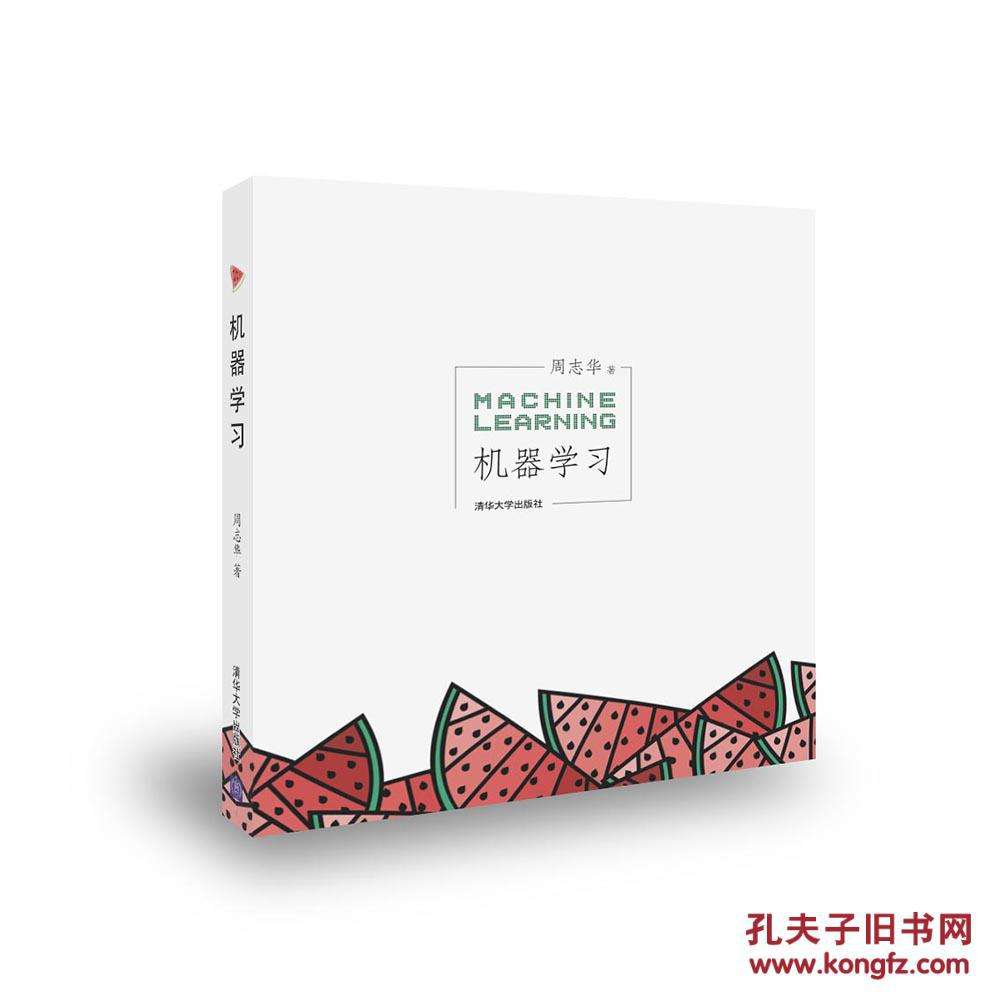 机器学习
周志华 著
清华大学出版社
周志华 著
MACHINE
LEARNING
机器学习
清华大学出版社
孔夫子旧书网
www.kongfz.com